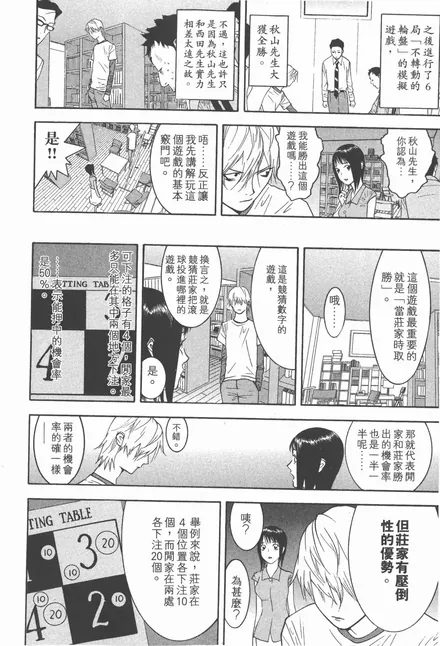 之後進行了6
局「不轉動的
輪盤」的模擬
遊戲，
秋山先生大
獲全勝。
不過，這也許只
是因為秋山先生
和西田先生實力
相差太遠之故。
秋山先生，
你認為…
我能勝出這個
遊戲嗎…？
唔…反正讓
我先講解玩這
個遊戲的基本
竅門吧。
是!!
這個遊戲最重要的
就是「當莊家時取
勝」。
哦…
這是競猜數字的
遊戲。
換言之，就是
競猜莊家把滾
球投進哪裡的
遊戲。
是。
可下注的格子有4個，閒家最
多只能在其中兩個地方下注。
……表示能押中的機會率
是50%。
BETTING TABLE
3
4
那就代表閒
家和莊家勝
出的機會率
也是一半一
半呢…
不錯。
兩者的機會
率的確一樣
但莊家有壓倒
性的優勢。
咦？
為甚麼？
舉例來說，莊家在
4個位置各下注10
個，而閒家在兩處
各下注20個。
TING TABLE
10
3
20
10
4
20
10
2
10